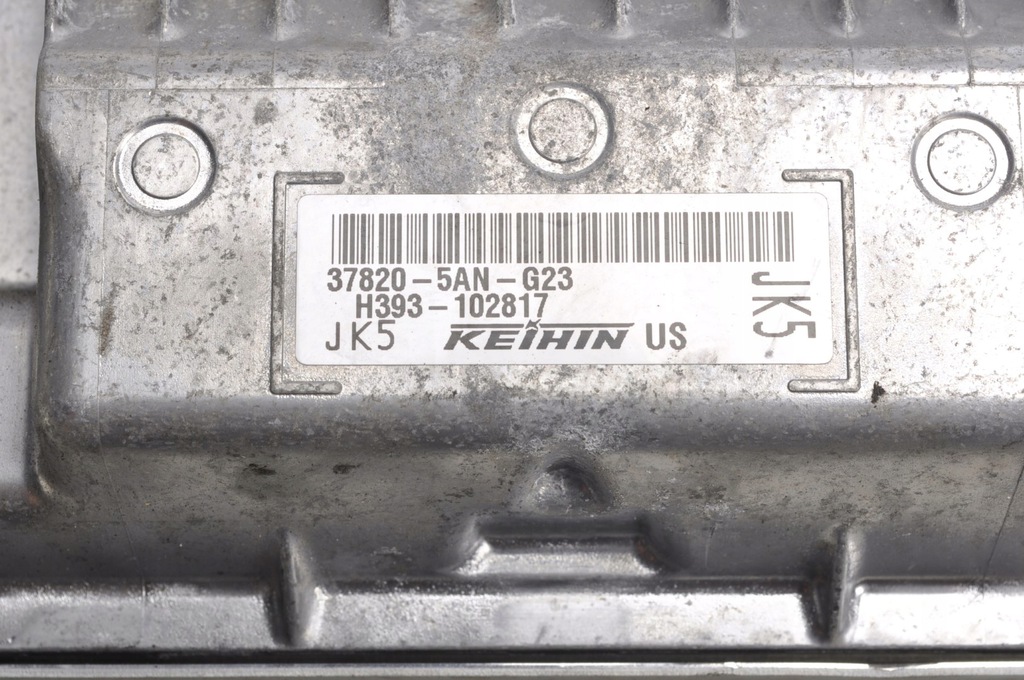 37820-5AN-G23
H393-102817
JK5 KEIHIN US
JK5